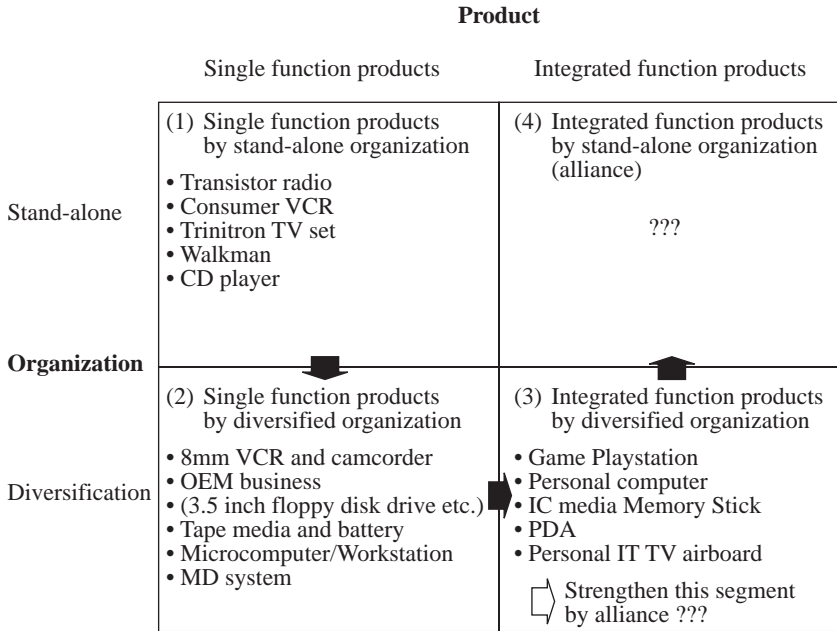 Product
Single function products
Integrated function products
Stand-alone
(1) Single function products
by stand-alone organization
• Transistor radio
• Consumer VCR
• Trinitron TV set
• Walkman
• CD player
(4) Integrated function products
by stand-alone organization
(alliance)
???
Organization
Diversification
(2) Single function products
by diversified organization
• 8mm VCR and camcorder
• OEM business
• (3.5 inch floppy disk drive etc.)
• Tape media and battery
• Microcomputer/Workstation
• MD system
(3) Integrated function products
by diversified organization
• Game Playstation
• Personal computer
• IC media Memory Stick
• PDA
• Personal IT TV airboard
Strengthen this segment
by alliance ???